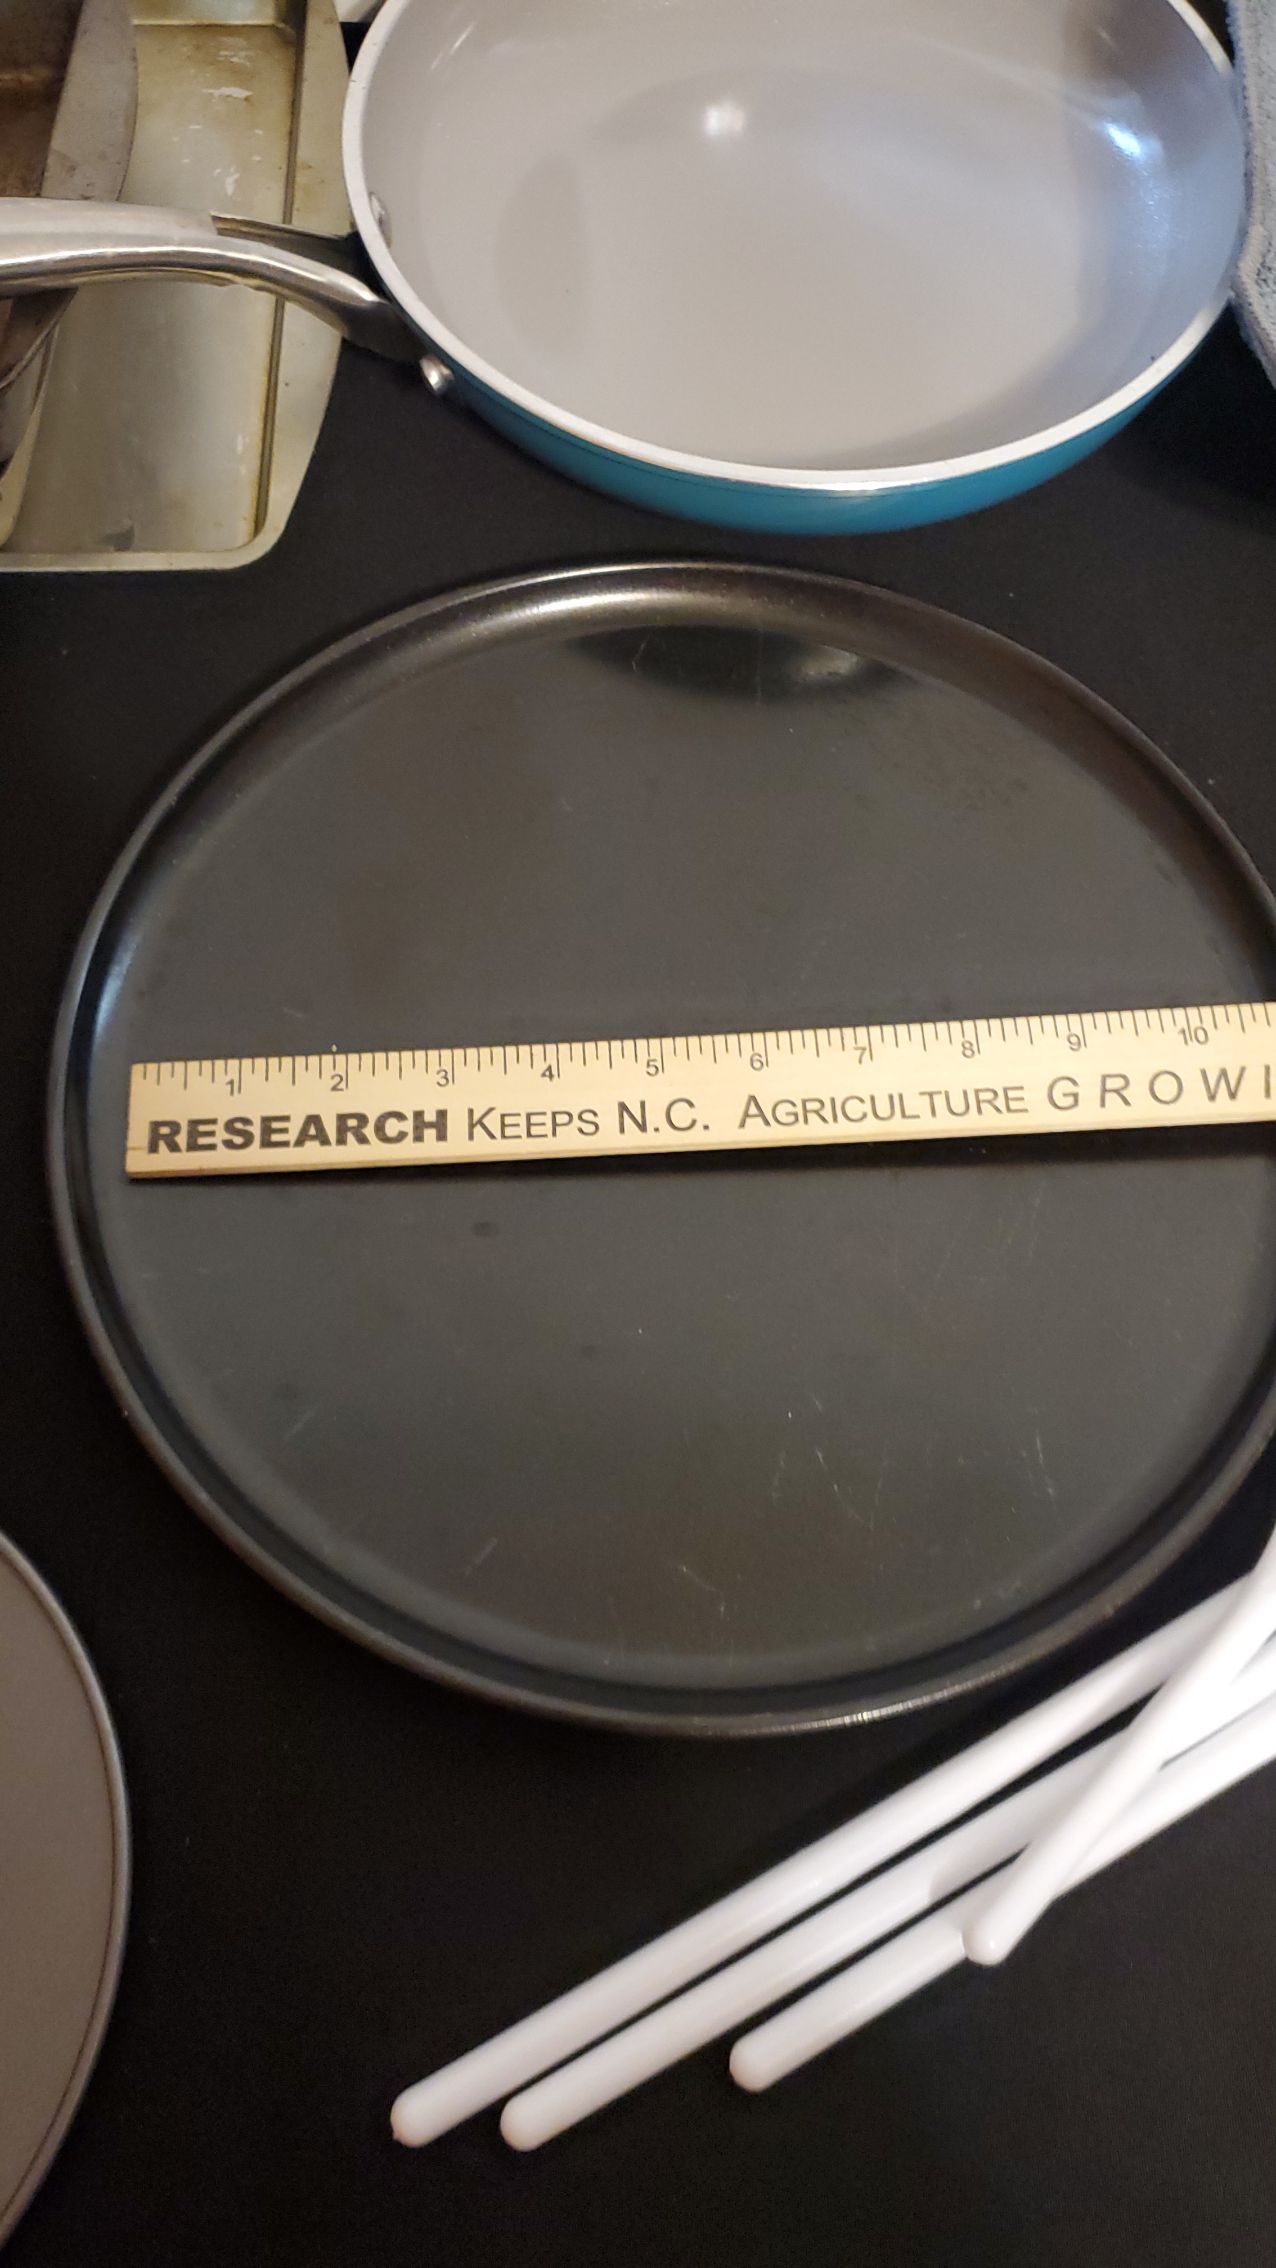 1 2 3 4 5 6 7 8 9 10
RESEARCH KEEPS N.C. AGRICULTURE GROWI